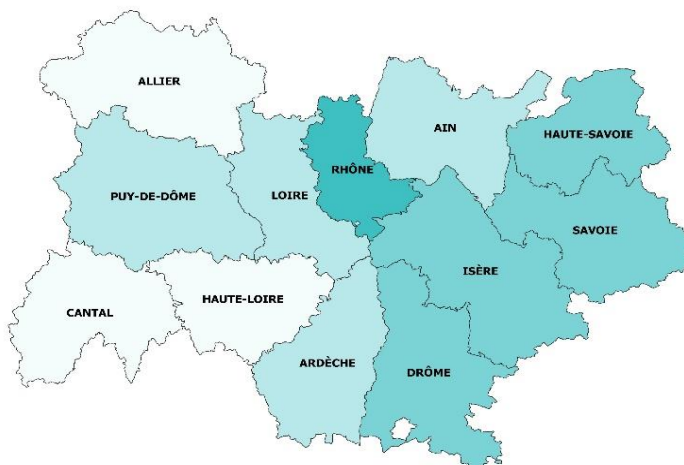 ALLIER
AIN
HAUTE-SAVOIE
RHÔNE
PUY-DE-DÔME
LOIRE
SAVOIE
ISÈRE
HAUTE-LOIRE
CANTAL
ARDÈCHE
DRÔME